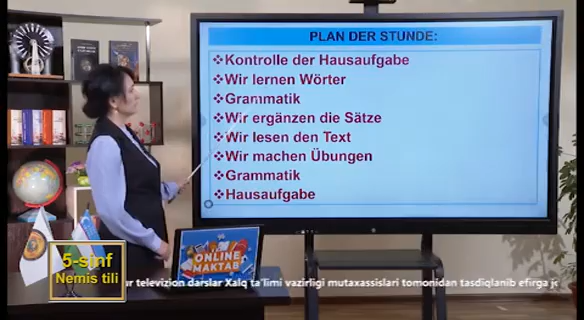 PLAN DER STUNDE:
❖Kontrolle der Hausaufgabe
❖Wir lernen Wörter
❖Grammatik
❖Wir ergänzen die Sätze
❖Wir lesen den Text
❖Wir machen Übungen
❖Grammatik
❖Hausaufgabe
ONLINE
MAKTAB
5-sinf
Nemis tili
ur televizion darslar Xalq ta'limi vazirligi mutaxassislari tomonidan tasdiqlanib efirga